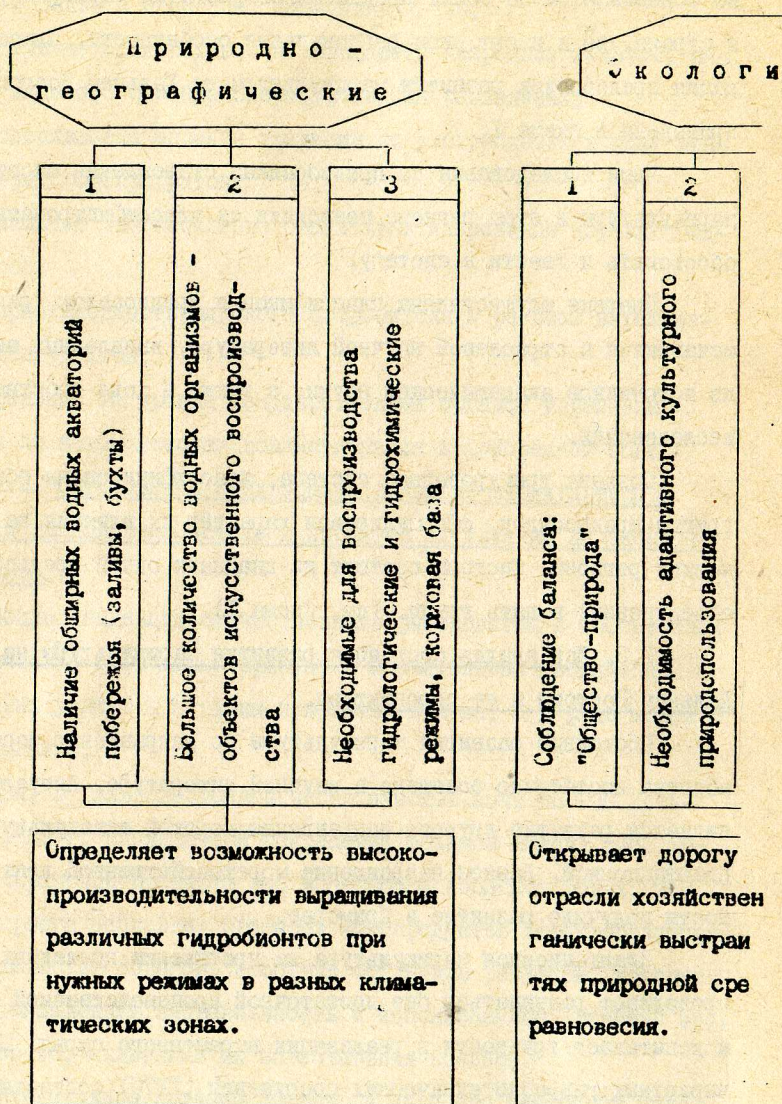 Природно -
географические
1
Наличие обширных водных акваторий
побережья (заливы, бухты)
2
Большое количество водных организмов -
объектов искусственного воспроизвод-
ства
3
Необходимые для воспроизводства
гидрологические и гидрохимические
режимы, кормовая база
Определяет возможность высоко-
производительности выращивания
различных гидробионтов при
нужных режимах в разных клима-
тических зонах.
Экологи
1
Соблюдение баланса:
"Общество-природа"
2
Необходимость адаптивного культурного
природопользования
Открывает дорогу
отрасли хозяйствен
ганически выстраи
тях природной сре
равновесия.